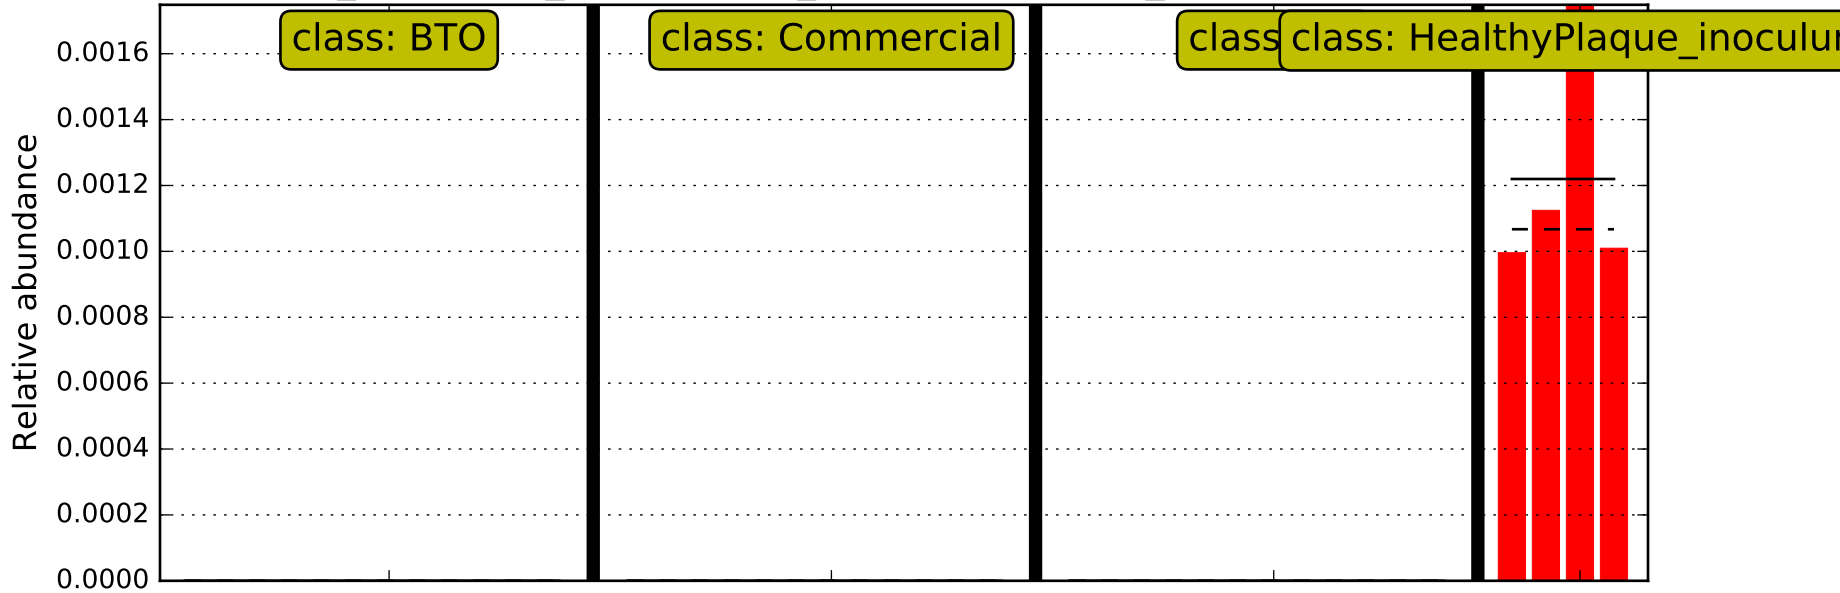 class: BTO
class: Commercial
class
class: HealthyPlaque_inoculu
0.0016
0.0014
0.0012
0.0010
0.0008
0.0006
0.0004
0.0002
0.0000
Relative abundance